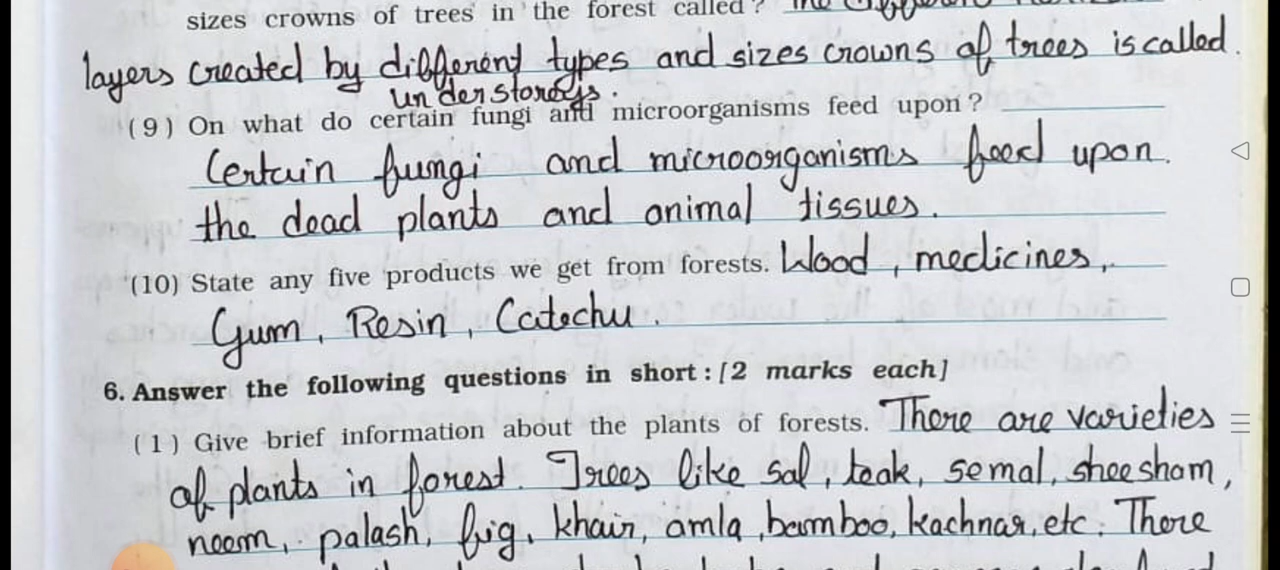 sizes crowns of trees in the forest called? The different
layers created by different types and sizes crowns of trees is called
understoreys.
(9) On what do certain fungi and microorganisms feed upon?
Certain fungi and microorganisms feed upon
the dead plants and animal tissues.
(10) State any five products we get from forests. Wood, medicines,
Gum, Resin, Catechu.
6. Answer the following questions in short : [2 marks each]
(1) Give brief information about the plants of forests. There are varieties
of plants in forest. Trees like sal, teak, semal, sheesham,
neem, palash, fig, khair, amla, bamboo, kachnar, etc. There